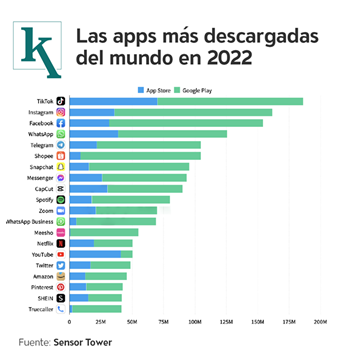 k
Las apps más descargadas
del mundo en 2022
App Store Google Play
TikTok
Instagram
Facebook
WhatsApp
Telegram
Shopee
Snapchat
Messenger
CapCut
Spotify
Zoom
WhatsApp Business
Meesho
Netflix
YouTube
Twitter
Amazon
Pinterest
SHEIN
Truecaller
0 25M 50M 75M 100M 125M 150M 175M 200M
Fuente: Sensor Tower